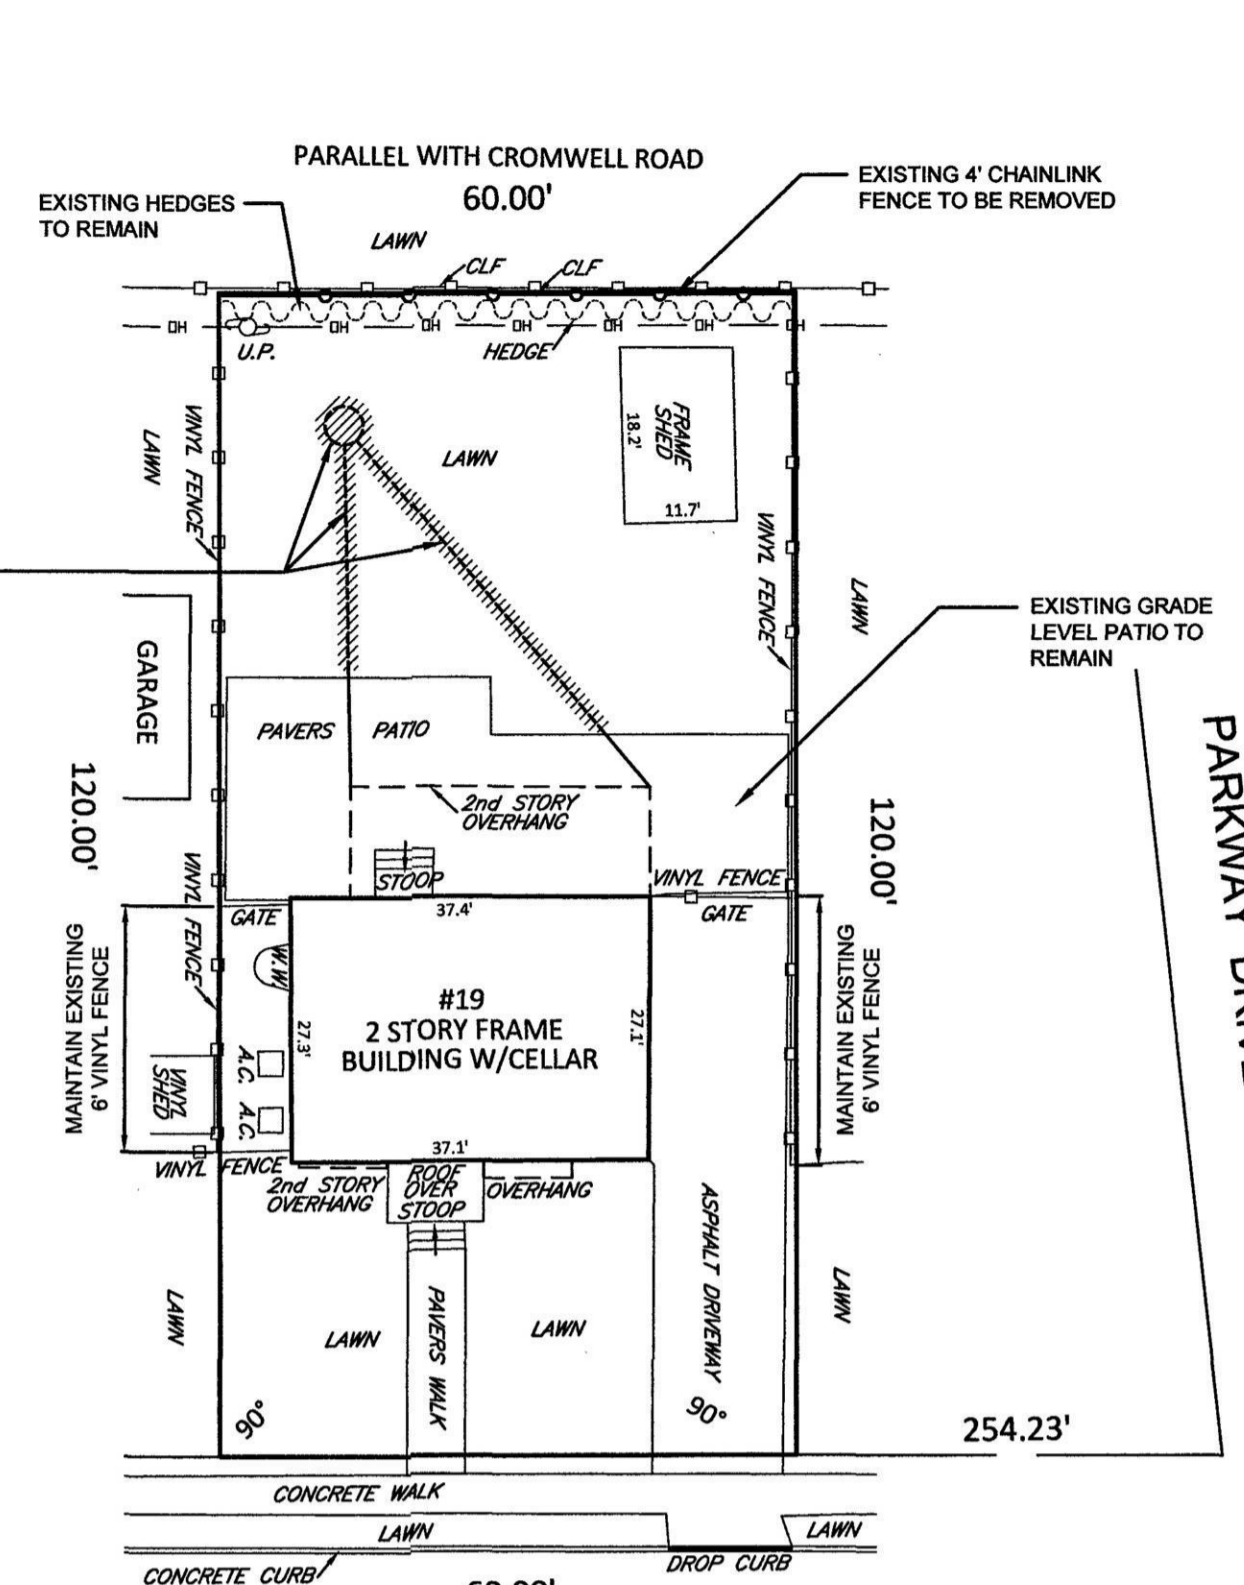 PARALLEL WITH CROMWELL ROAD
60.00'
EXISTING HEDGES
TO REMAIN
EXISTING 4' CHAINLINK
FENCE TO BE REMOVED
LAWN
CLF
CLF
OH
OH
OH
OH
OH
OH
OH
U.P.
HEDGE
FRAME
SHED
18.2'
11.7'
LAWN
VINYL FENCE
LAWN
VINYL FENCE
LAWN
EXISTING GRADE
LEVEL PATIO TO
REMAIN
GARAGE
PAVERS PATIO
2nd STORY
OVERHANG
120.00'
120.00'
PARKWAY
STOOP
VINYL FENCE
GATE
GATE
VINYL FENCE
MAINTAIN EXISTING
6' VINYL FENCE
MAINTAIN EXISTING
6' VINYL FENCE
W.W.
37.4'
#19
2 STORY FRAME
BUILDING W/CELLAR
27.3'
27.1'
37.1'
A.C.
A.C.
VINYL
SHED
VINYL FENCE
2nd STORY
OVERHANG
ROOF
OVER
STOOP
OVERHANG
LAWN
LAWN
PAVERS WALK
LAWN
ASPHALT DRIVEWAY
LAWN
90°
90°
254.23'
CONCRETE WALK
LAWN
LAWN
CONCRETE CURB
DROP CURB